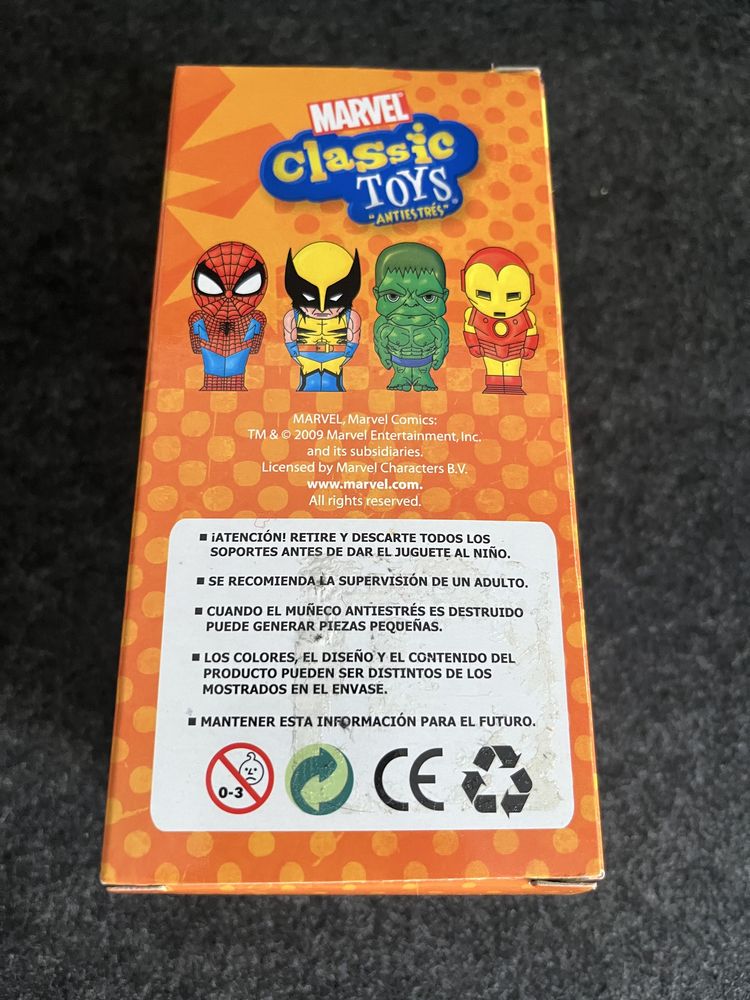 MARVEL
Classic
TOYS®
"ANTIESTRÉS"
MARVEL, Marvel Comics:
TM & © 2009 Marvel Entertainment, Inc.
and its subsidiaries.
Licensed by Marvel Characters B.V.
www.marvel.com.
All rights reserved.
■ ¡ATENCIÓN! RETIRE Y DESCARTE TODOS LOS
SOPORTES ANTES DE DAR EL JUGUETE AL NIÑO.
■ SE RECOMIENDA LA SUPERVISIÓN DE UN ADULTO.
■ CUANDO EL MUÑECO ANTIESTRÉS ES DESTRUIDO
PUEDE GENERAR PIEZAS PEQUEÑAS.
■ LOS COLORES, EL DISEÑO Y EL CONTENIDO DEL
PRODUCTO PUEDEN SER DISTINTOS DE LOS
MOSTRADOS EN EL ENVASE.
■ MANTENER ESTA INFORMACIÓN PARA EL FUTURO.
0-3
CE